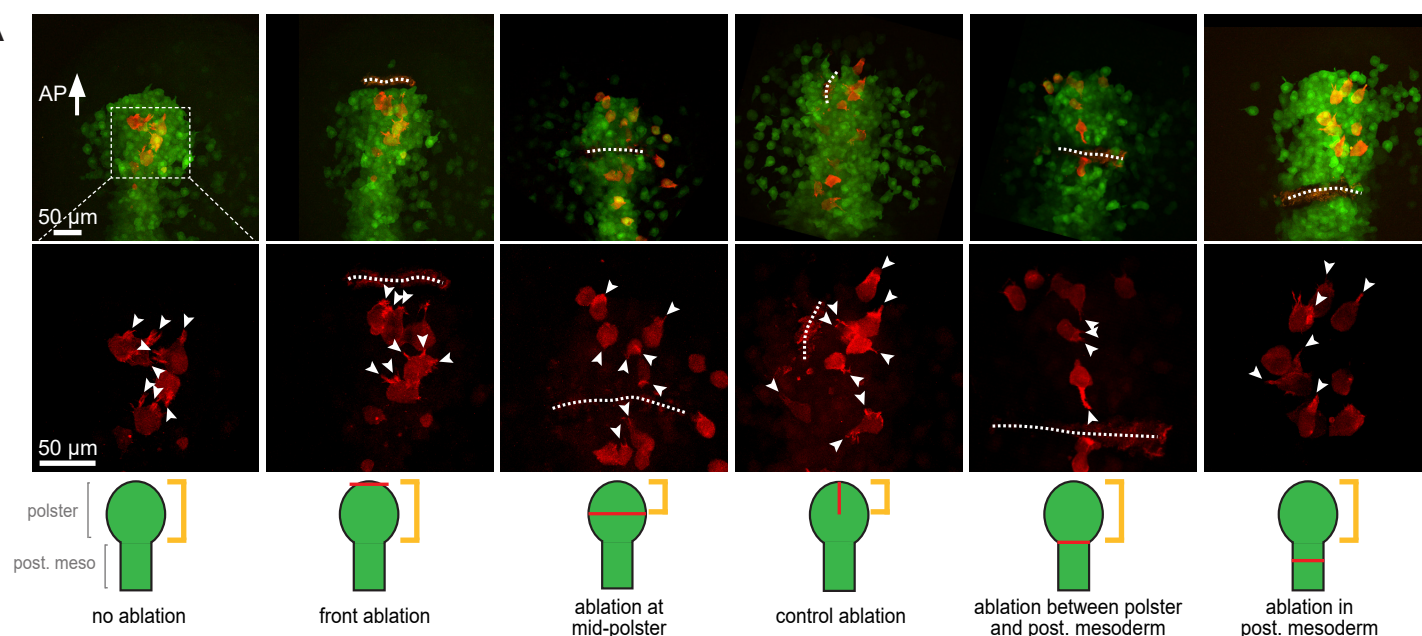 A
AP
50 µm
50 µm
polster
post. meso
no ablation
front ablation
ablation at
mid-polster
control ablation
ablation between polster
and post. mesoderm
ablation in
post. mesoderm